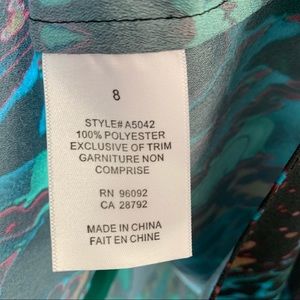 8
STYLE# A5042
100% POLYESTER
EXCLUSIVE OF TRIM
GARNITURE NON
COMPRISE
RN 96092
CA 28792
MADE IN CHINA
FAIT EN CHINE